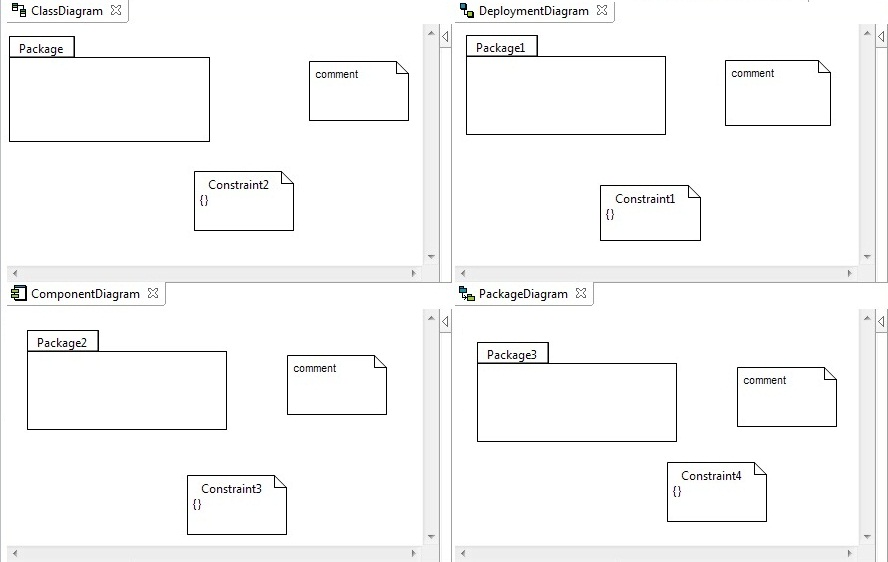 ClassDiagram
Package
comment
Constraint2
{}
DeploymentDiagram
Package1
comment
Constraint1
{}
ComponentDiagram
Package2
comment
Constraint3
{}
PackageDiagram
Package3
comment
Constraint4
{}